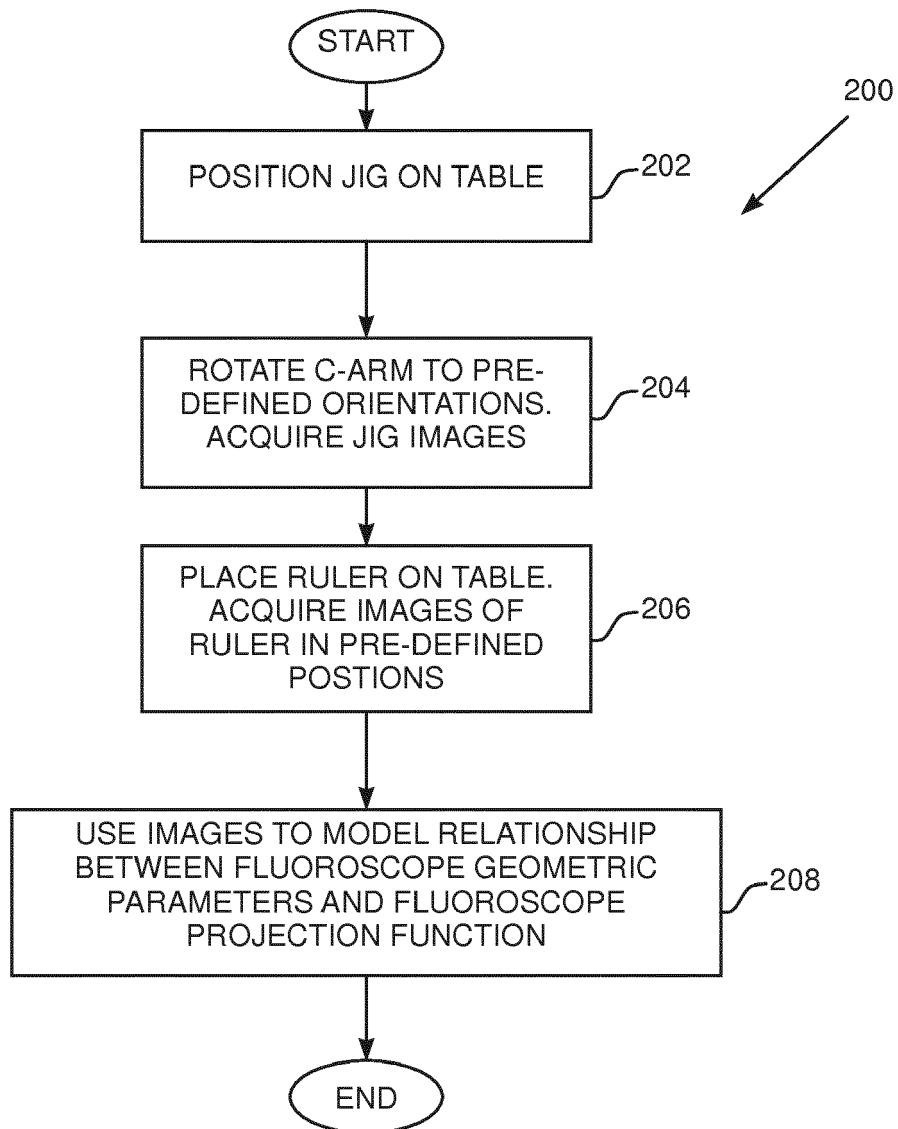 START
200
POSITION JIG ON TABLE
202
ROTATE C-ARM TO PRE-
DEFINED ORIENTATIONS.
ACQUIRE JIG IMAGES
204
PLACE RULER ON TABLE.
ACQUIRE IMAGES OF
RULER IN PRE-DEFINED
POSTIONS
206
USE IMAGES TO MODEL RELATIONSHIP
BETWEEN FLUOROSCOPE GEOMETRIC
PARAMETERS AND FLUOROSCOPE
PROJECTION FUNCTION
208
END